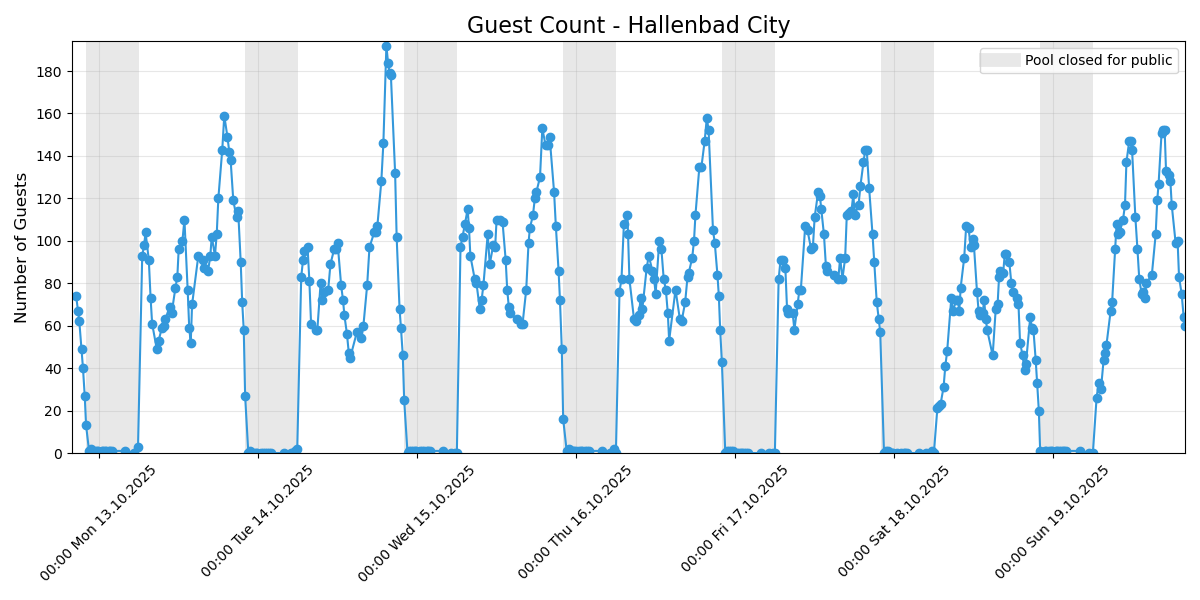 Guest Count - Hallenbad City
Pool closed for public
Number of Guests
180
160
140
120
100
80
60
40
20
0
00:00 Mon 13.10.2025
00:00 Tue 14.10.2025
00:00 Wed 15.10.2025
00:00 Thu 16.10.2025
00:00 Fri 17.10.2025
00:00 Sat 18.10.2025
00:00 Sun 19.10.2025